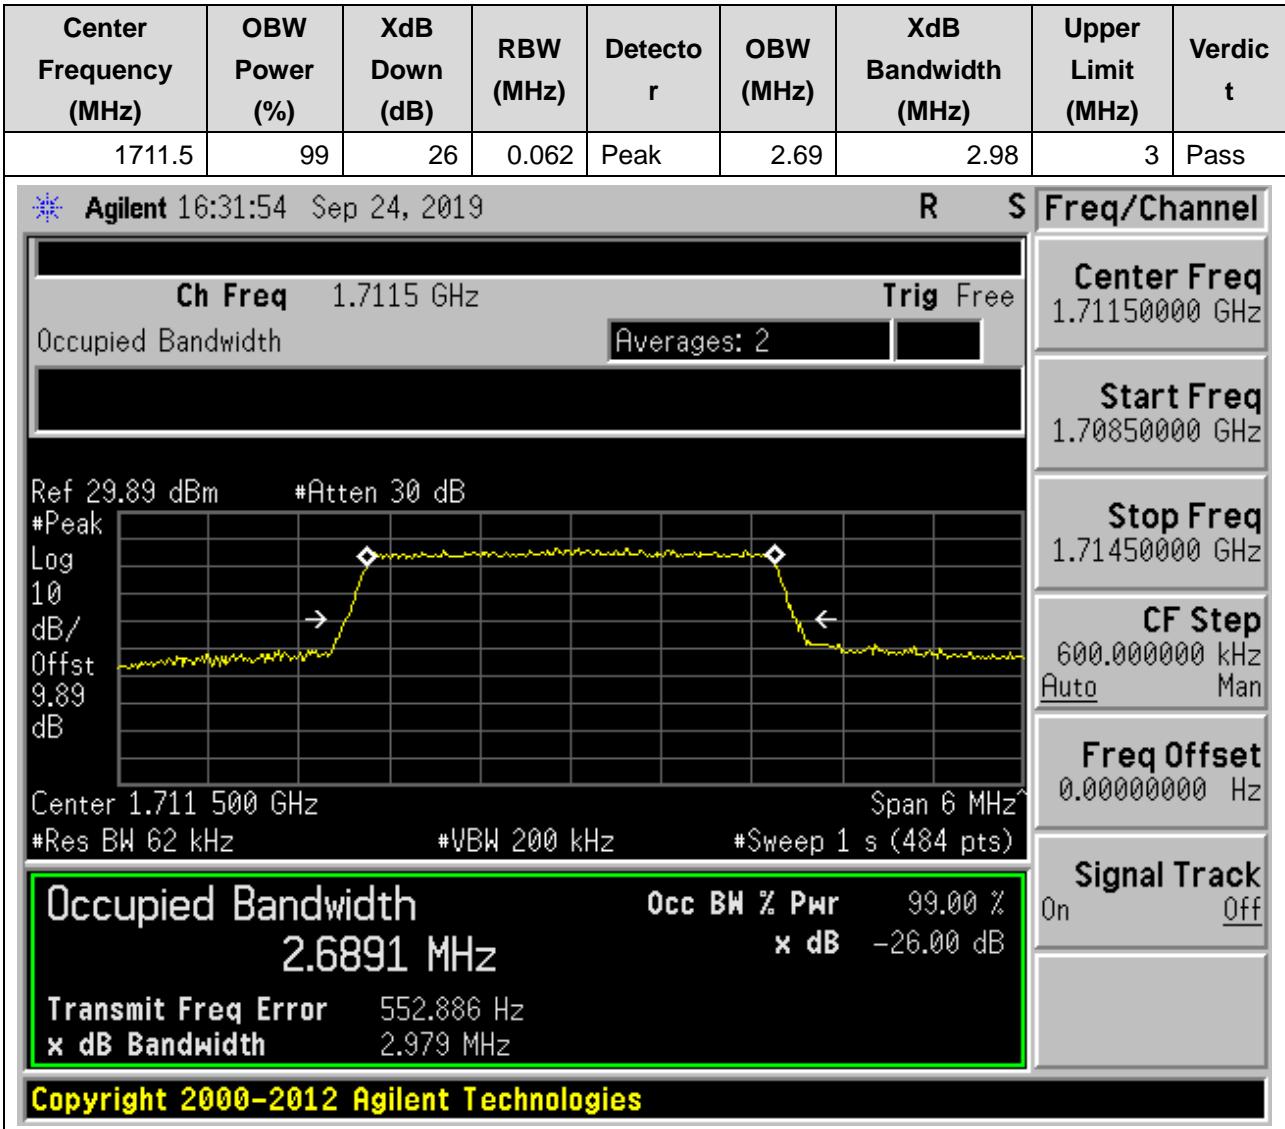 Center Frequency (MHz) OBW Power (%) XdB Down (dB) RBW (MHz) Detecto r OBW (MHz) XdB Bandwidth (MHz) Upper Limit (MHz) Verdic t
1711.5 99 26 0.062 Peak 2.69 2.98 3 Pass
Agilent 16:31:54 Sep 24, 2019 R S Freq/Channel
Ch Freq 1.7115 GHz Trig Free
Occupied Bandwidth Averages: 2
Center Freq
1.71150000 GHz
Start Freq
1.70850000 GHz
Stop Freq
1.71450000 GHz
CF Step
600.000000 kHz
Auto Man
Freq Offset
0.00000000 Hz
Signal Track
On Off
Ref 29.89 dBm #Atten 30 dB
#Peak
Log
10
dB/
Offst
9.89
dB
Center 1.711 500 GHz Span 6 MHz^
#Res BW 62 kHz #VBW 200 kHz #Sweep 1 s (484 pts)
Occupied Bandwidth Occ BW % Pwr 99.00 %
2.6891 MHz x dB -26.00 dB
Transmit Freq Error 552.886 Hz
x dB Bandwidth 2.979 MHz
Copyright 2000-2012 Agilent Technologies